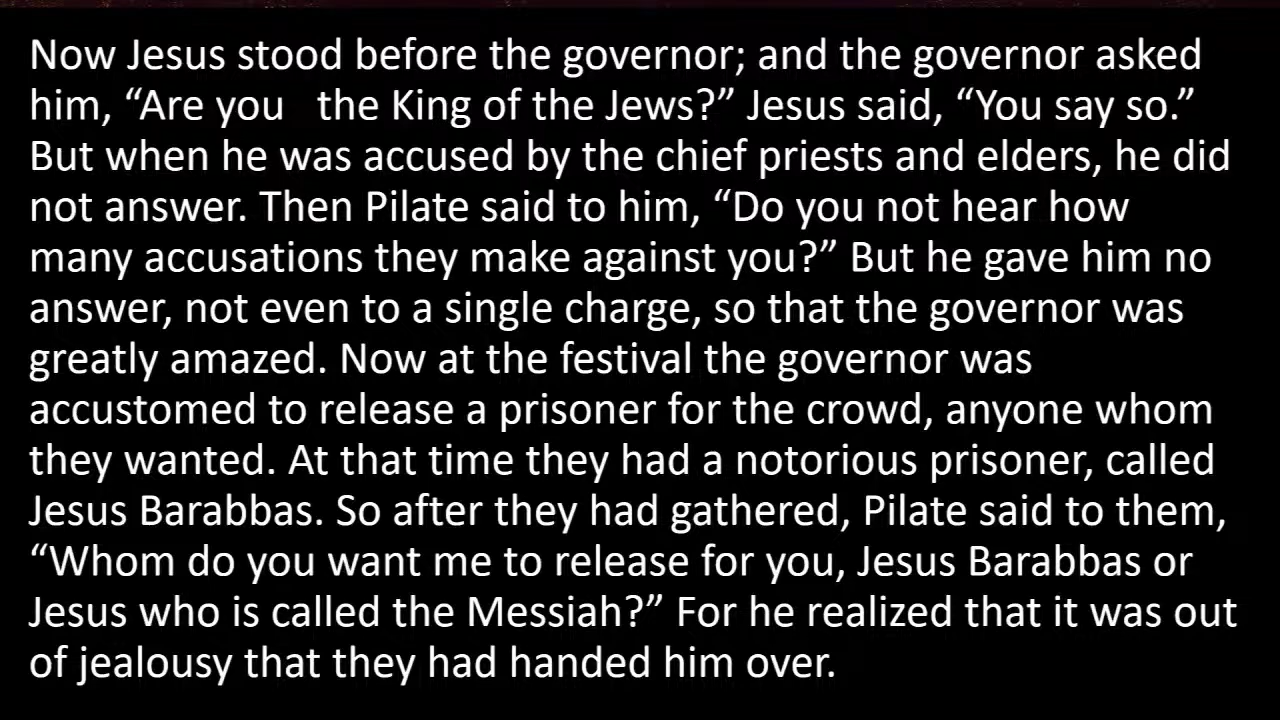 Now Jesus stood before the governor; and the governor asked
him, “Are you   the King of the Jews?” Jesus said, “You say so.”
But when he was accused by the chief priests and elders, he did
not answer. Then Pilate said to him, “Do you not hear how
many accusations they make against you?” But he gave him no
answer, not even to a single charge, so that the governor was
greatly amazed. Now at the festival the governor was
accustomed to release a prisoner for the crowd, anyone whom
they wanted. At that time they had a notorious prisoner, called
Jesus Barabbas. So after they had gathered, Pilate said to them,
“Whom do you want me to release for you, Jesus Barabbas or
Jesus who is called the Messiah?” For he realized that it was out
of jealousy that they had handed him over.